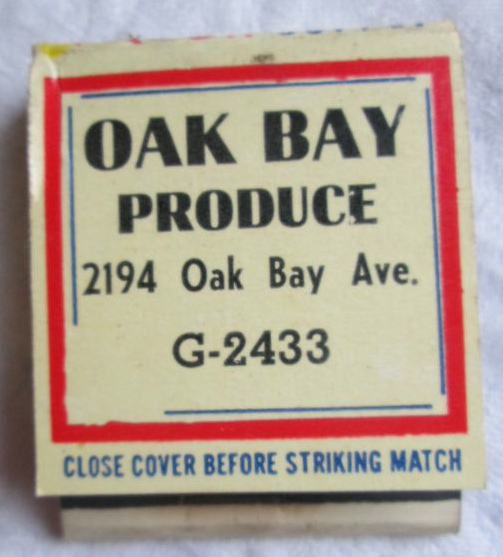 OAK BAY
PRODUCE
2194 Oak Bay Ave.
G-2433
CLOSE COVER BEFORE STRIKING MATCH